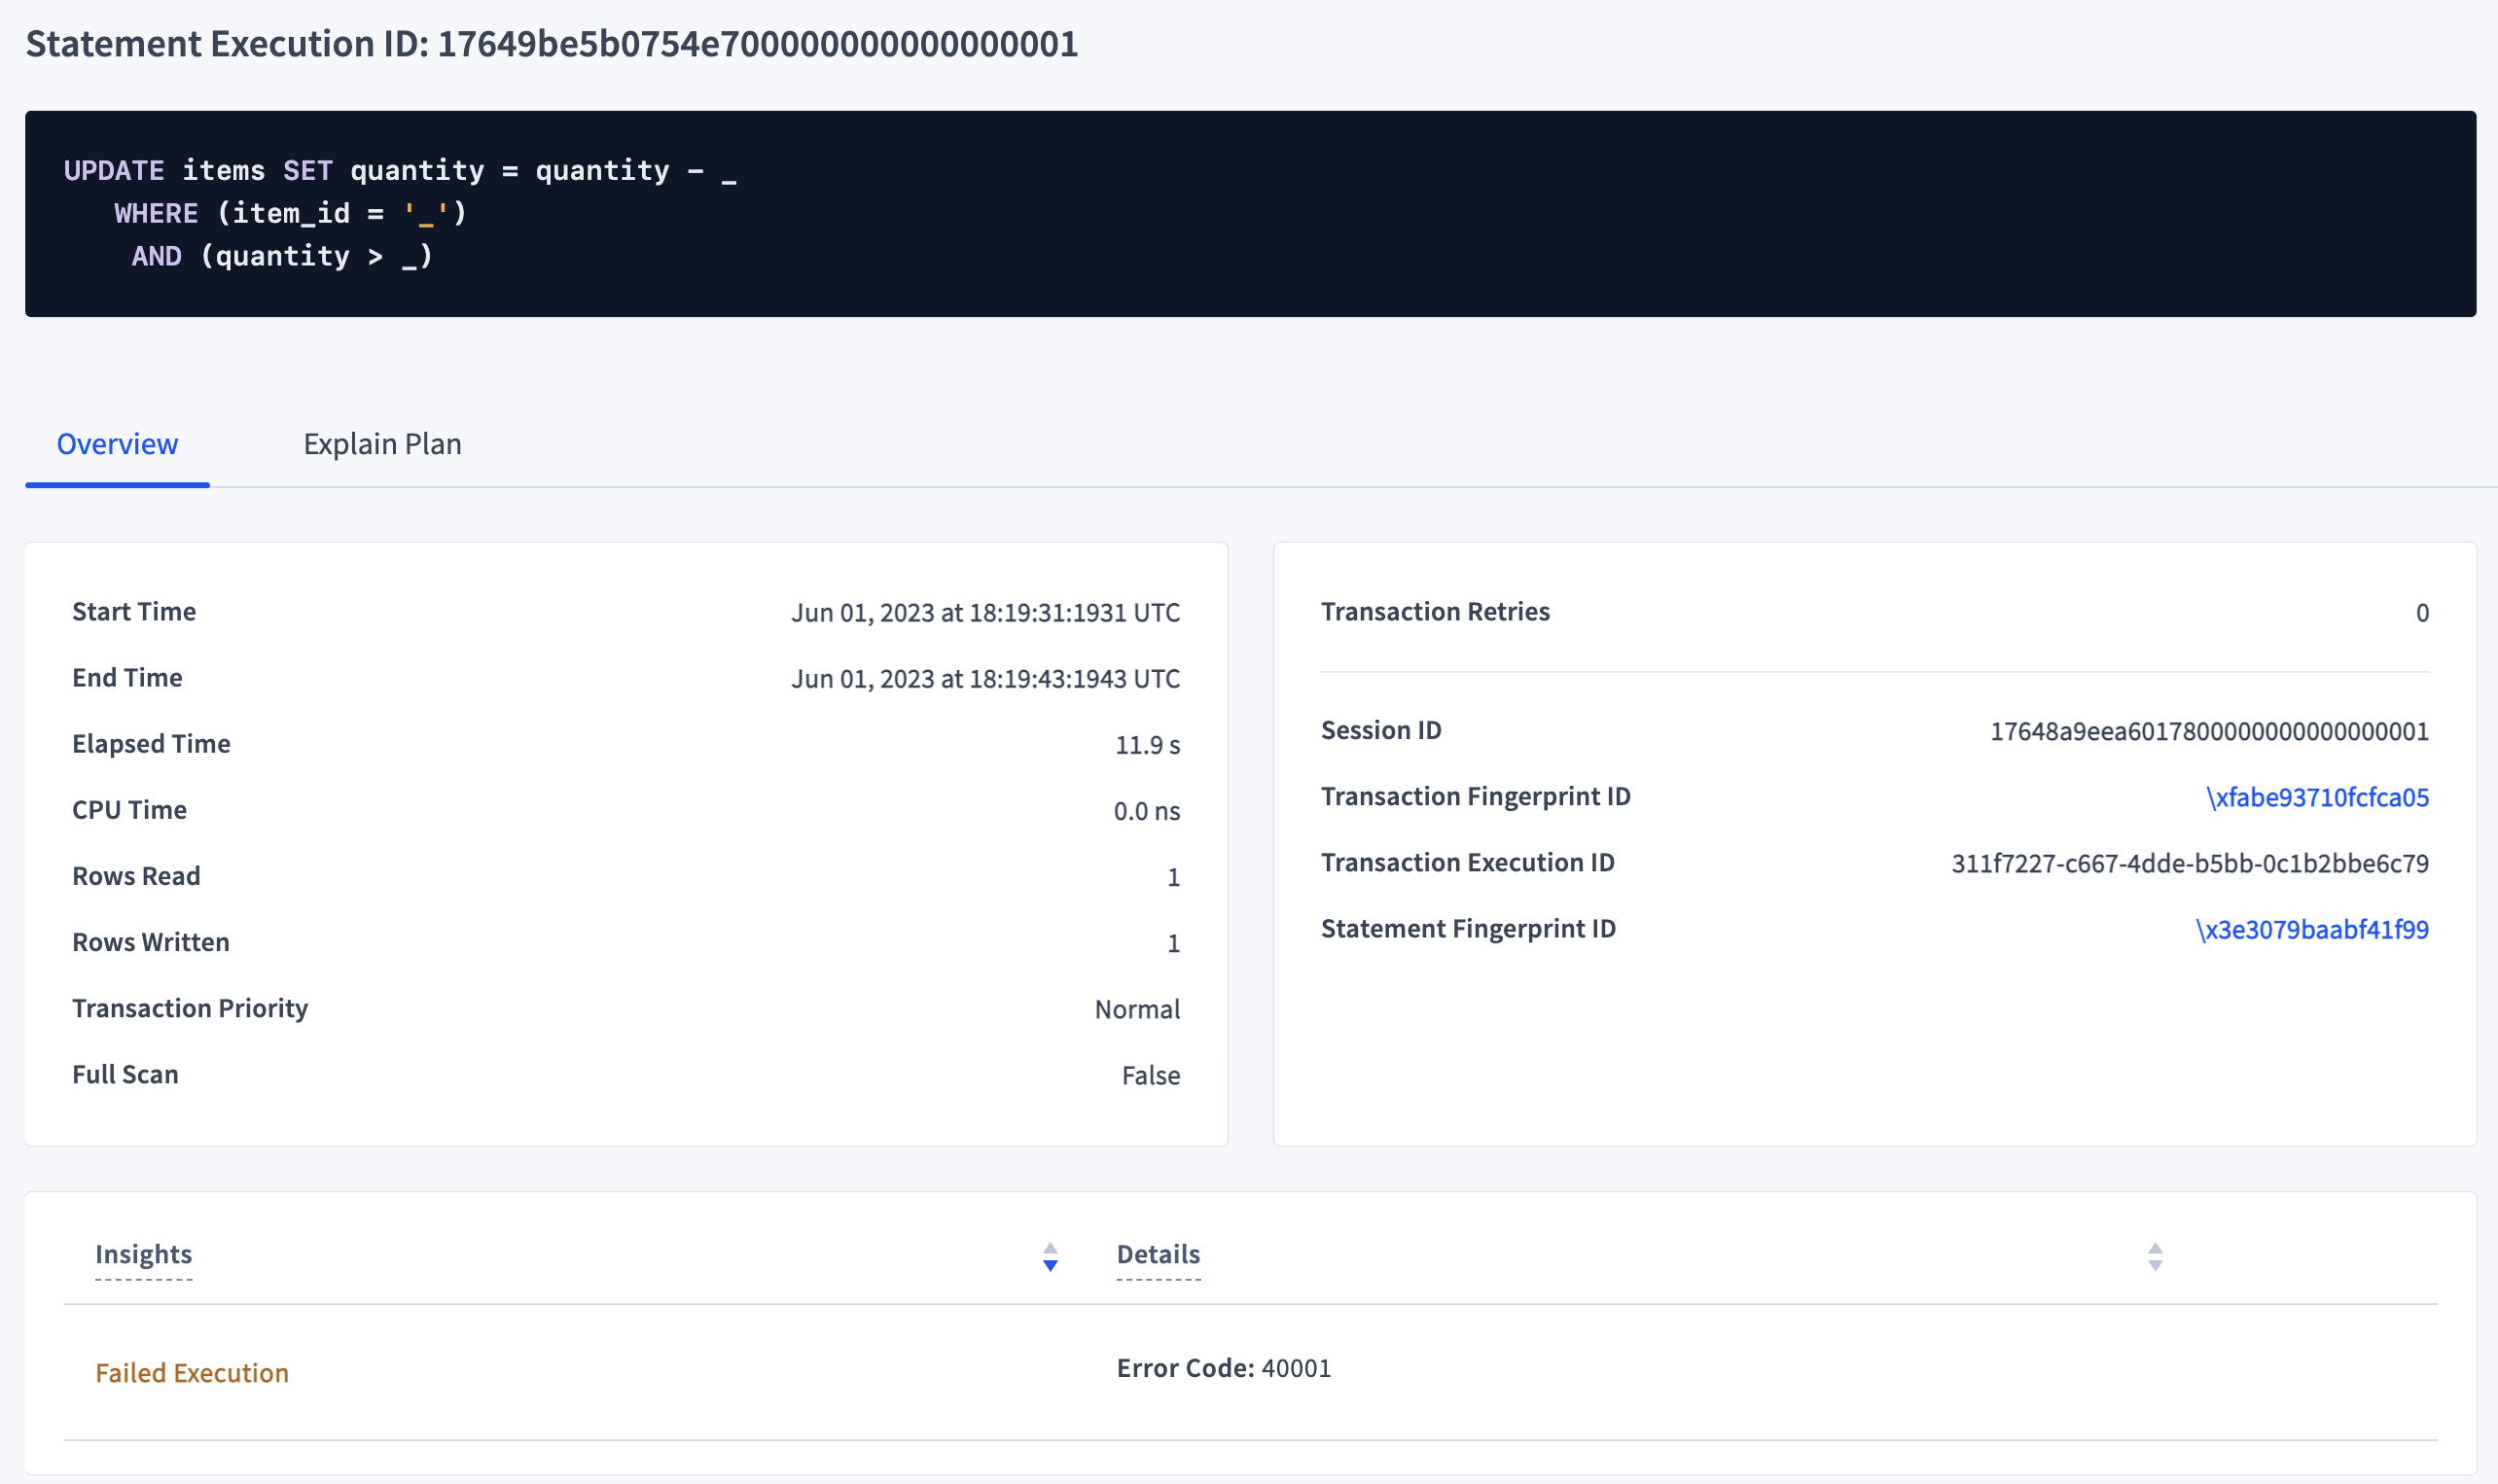 Statement Execution ID: 17649be5b0754e700000000000000001
UPDATE items SET quantity = quantity - _
WHERE (item_id = '_')
AND (quantity > _)
Overview Explain Plan
Start Time Jun 01, 2023 at 18:19:31:1931 UTC
End Time Jun 01, 2023 at 18:19:43:1943 UTC
Elapsed Time 11.9 s
CPU Time 0.0 ns
Rows Read 1
Rows Written 1
Transaction Priority Normal
Full Scan False
Transaction Retries 0
Session ID 17648a9eea6017800000000000000001
Transaction Fingerprint ID \xfabe93710fcfca05
Transaction Execution ID 311f7227-c667-4dde-b5bb-0c1b2bbe6c79
Statement Fingerprint ID \x3e3079baabf41f99
Insights Details
Failed Execution Error Code: 40001